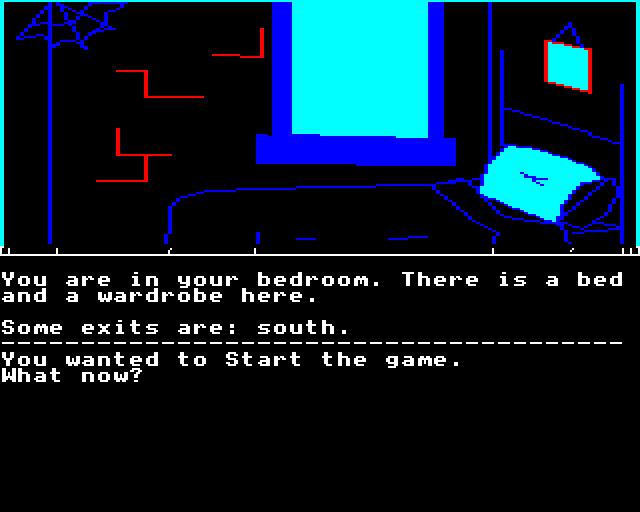 You are in your bedroom. There is a bed
and a wardrobe here.
Some exits are: south.
You wanted to Start the game.
What now?